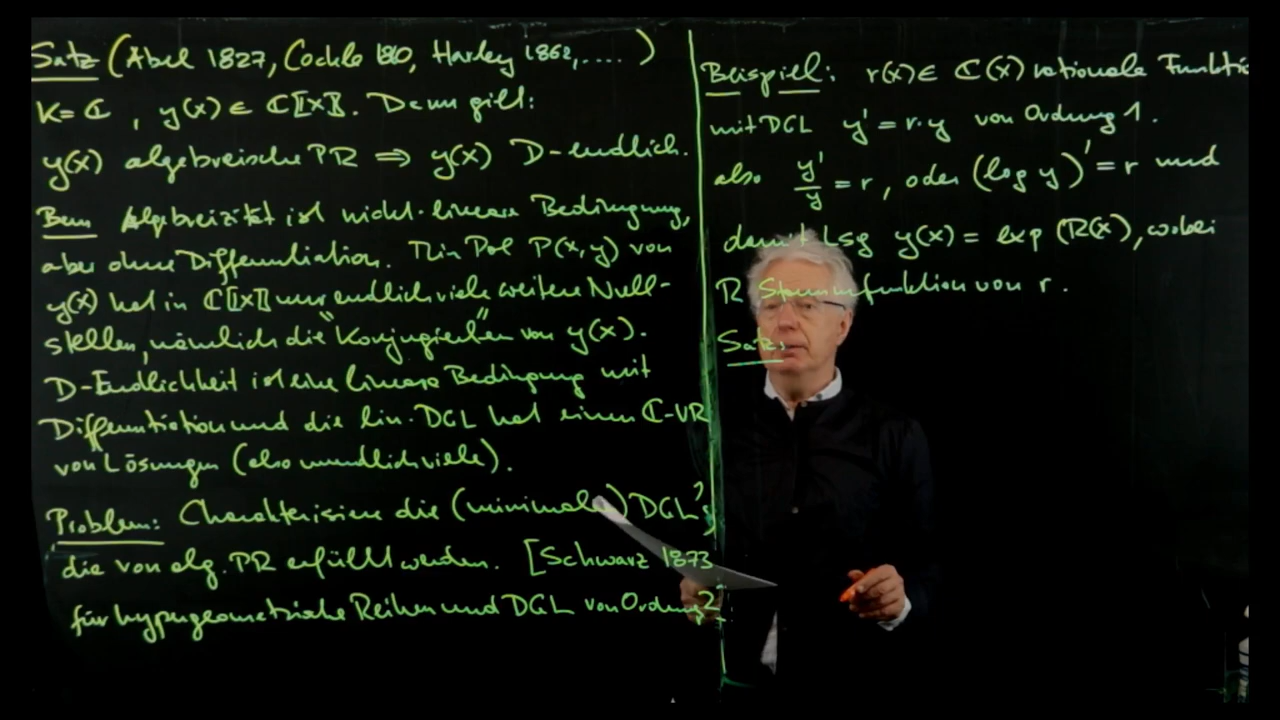 Satz (Abel 1827, Cockle 180, Harley 1862, .... )
K = ℂ , y(x) ∈ ℂ[[x]]. Dann gilt:
y(x) algebraische PR ⇒ y(x) D-endlich.
Bem Algebraizität ist nicht-lineare Bedingung,
aber ohne Differentiation. Min Pol P(x,y) von
y(x) hat in ℂ[[x]] nur endlich viele weitere Null-
stellen, nämlich die "Konjugierten" von y(x).
D-Endlichkeit ist eine lineare Bedingung mit
Differentiation und die lin. DGL hat einen ℂ-VR
von Lösungen (also unendlich viele).
Problem: Charakterisiere die (minimale) DGL's
die von alg. PR erfüllt werden. [Schwarz 1873
für hypergeometrische Reihen und DGL von Ordnung 2
Beispiel: r(x) ∈ ℂ(x) rationale Funktio
mit DGL y' = r·y von Ordnung 1.
also y'/y = r, oder (log y)' = r und
damit Lsg y(x) = exp (R(x)), wobei
R Stammfunktion von r.
Satz: